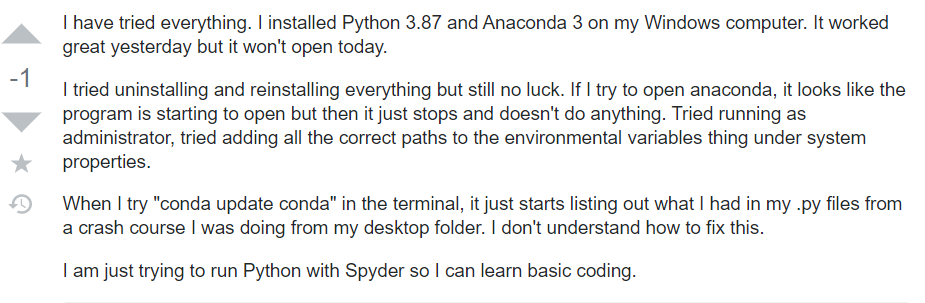 I have tried everything. I installed Python 3.87 and Anaconda 3 on my Windows computer. It worked
great yesterday but it won't open today.
-1
I tried uninstalling and reinstalling everything but still no luck. If I try to open anaconda, it looks like the
program is starting to open but then it just stops and doesn't do anything. Tried running as
administrator, tried adding all the correct paths to the environmental variables thing under system
properties.
When I try "conda update conda" in the terminal, it just starts listing out what I had in my .py files from
a crash course I was doing from my desktop folder. I don't understand how to fix this.
I am just trying to run Python with Spyder so I can learn basic coding.